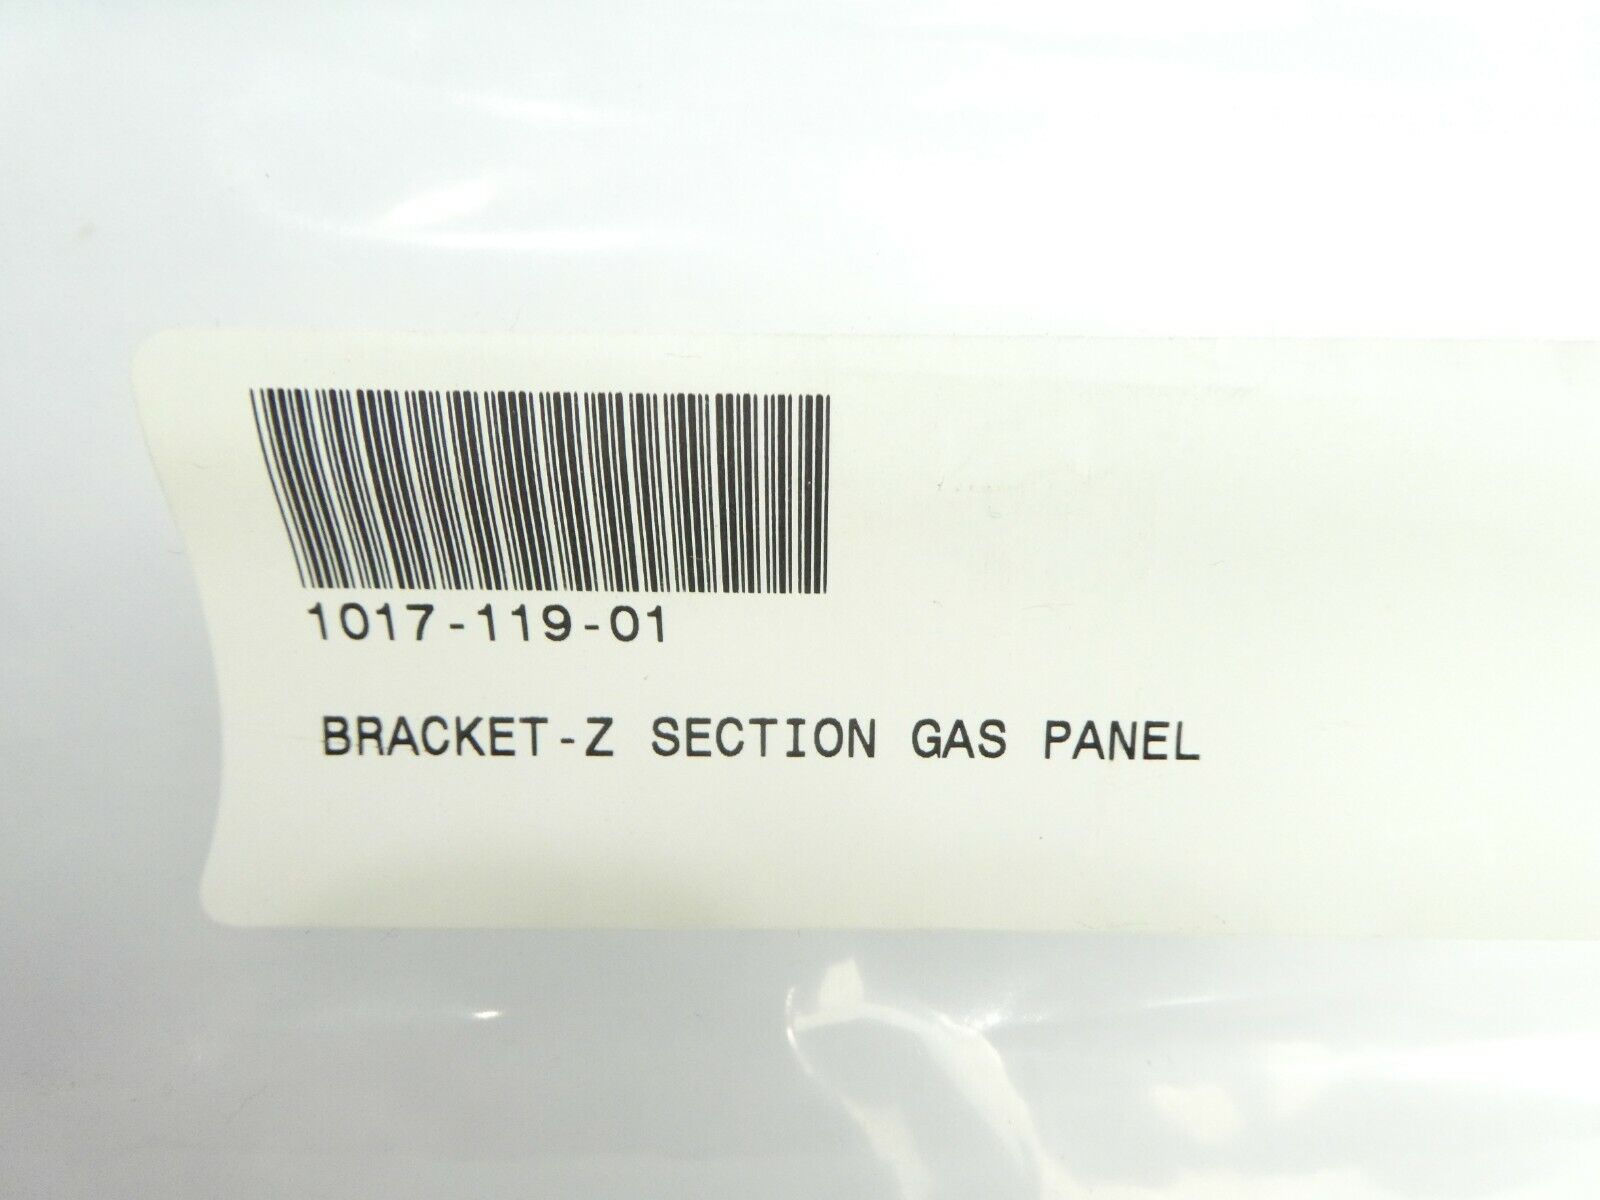 1017-119-01
BRACKET-Z SECTION GAS PANEL